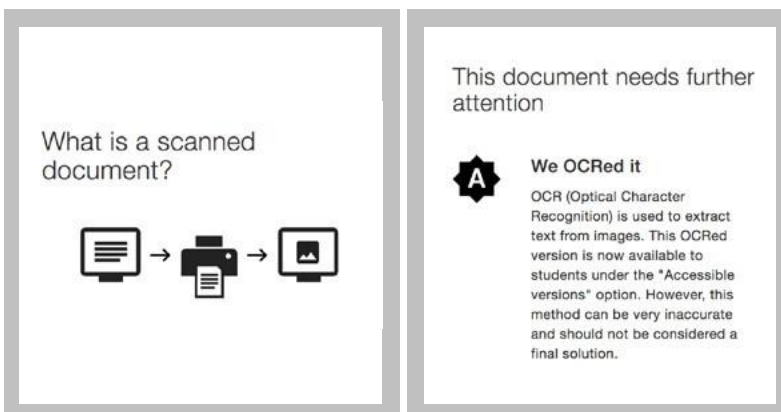 What is a scanned
document?
This document needs further
attention
A
We OCRed it
OCR (Optical Character
Recognition) is used to extract
text from images. This OCRed
version is now available to
students under the "Accessible
versions" option. However, this
method can be very inaccurate
and should not be considered a
final solution.